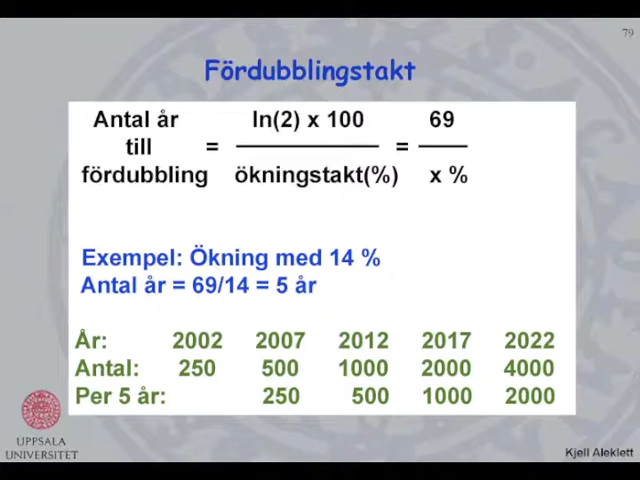 79
Fördubblingstakt
Antal år till fördubbling = ln(2) x 100 / ökningstakt(%) = 69 / x %
Exempel: Ökning med 14 %
Antal år = 69/14 = 5 år
År: 2002 2007 2012 2017 2022
Antal: 250 500 1000 2000 4000
Per 5 år: 250 500 1000 2000
UPPSALA
UNIVERSITET
Kjell Aleklett